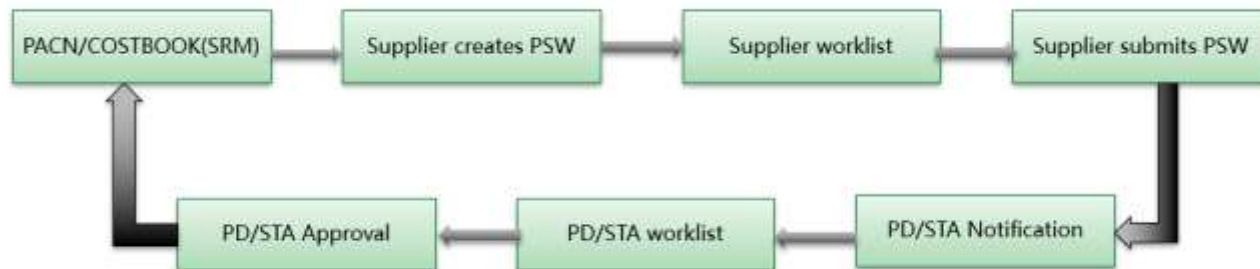 PACN/COSTBOOK(SRM)
Supplier creates PSW
Supplier worklist
Supplier submits PSW
PD/STA Notification
PD/STA worklist
PD/STA Approval